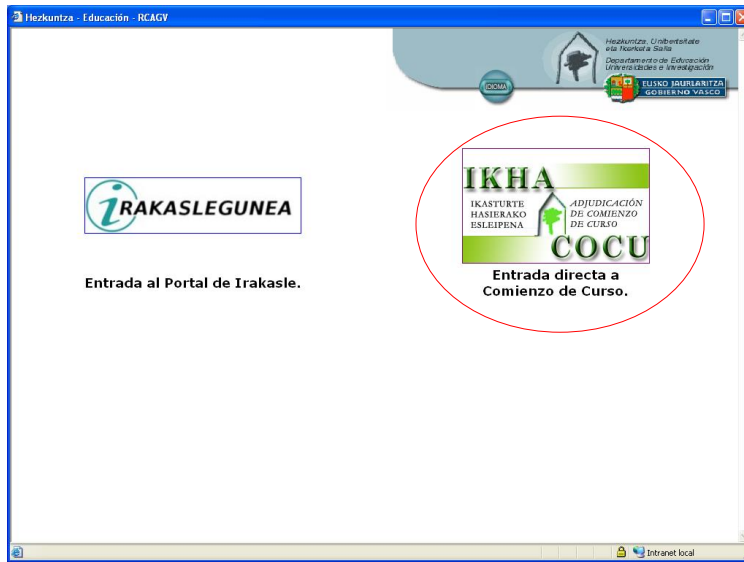 Hezkuntza - Educación - RCAGV
Hezkuntza, Unibertsitate
eta Ikerketa Saila
Departamento de Educación
Universidades e Investigación
IDIOMA
EUSKO JAURLARITZA
GOBIERNO VASCO
iRAKASLEGUNEA
Entrada al Portal de Irakasle.
IKHA
IKASTURTE
HASIERAKO
ESLEIPENA
ADJUDICACIÓN
DE COMIENZO
DE CURSO
COCU
Entrada directa a
Comienzo de Curso.
Intranet local